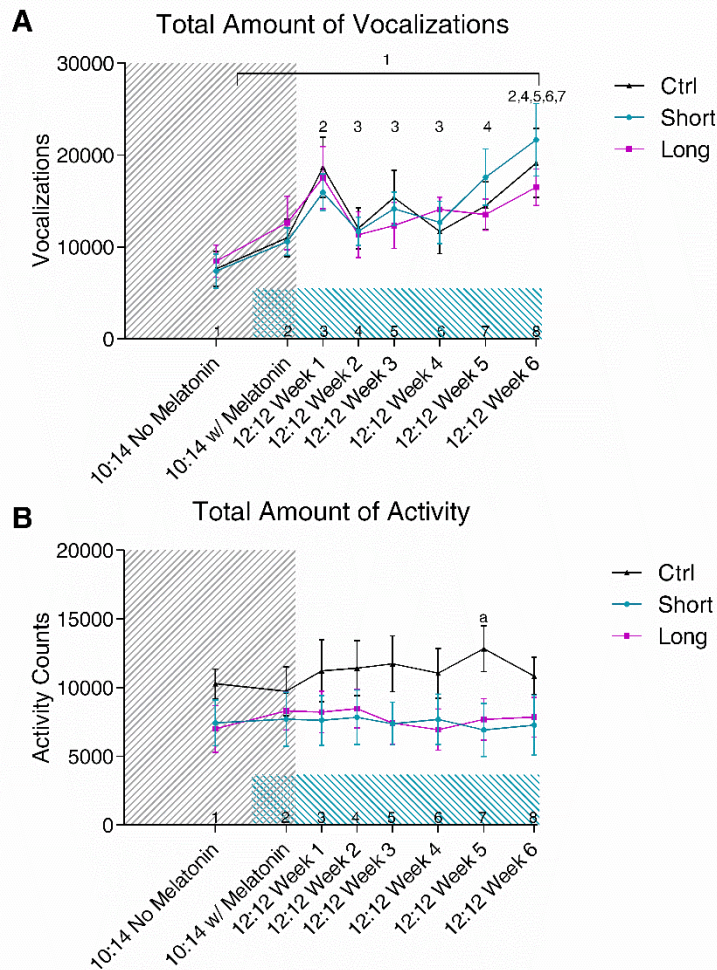 A
Total Amount of Vocalizations
30000
20000
10000
0
Vocalizations
1
2,4,5,6,7
2 3 3 3 4
Ctrl
Short
Long
1 2 3 4 5 6 7 8
10:14 No Melatonin
10:14 w/ Melatonin
12:12 Week 1
12:12 Week 2
12:12 Week 3
12:12 Week 4
12:12 Week 5
12:12 Week 6
B
Total Amount of Activity
20000
15000
10000
5000
0
Activity Counts
a
Ctrl
Short
Long
1 2 3 4 5 6 7 8
10:14 No Melatonin
10:14 w/ Melatonin
12:12 Week 1
12:12 Week 2
12:12 Week 3
12:12 Week 4
12:12 Week 5
12:12 Week 6